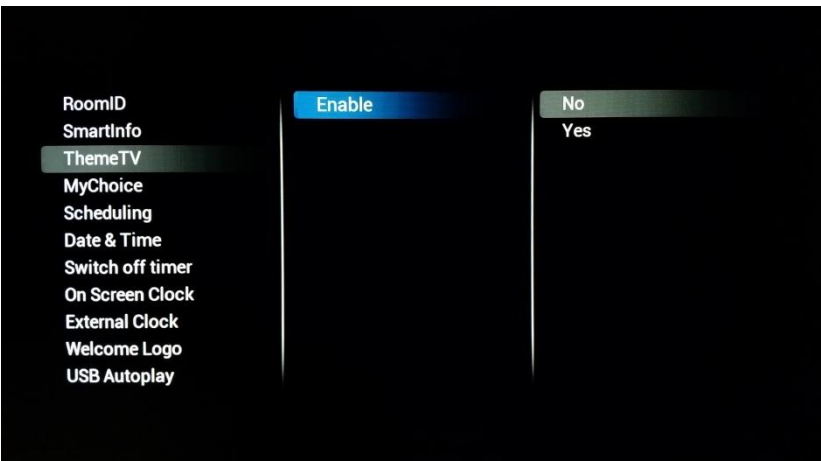 RoomID
SmartInfo
ThemeTV
MyChoice
Scheduling
Date & Time
Switch off timer
On Screen Clock
External Clock
Welcome Logo
USB Autoplay
Enable
No
Yes